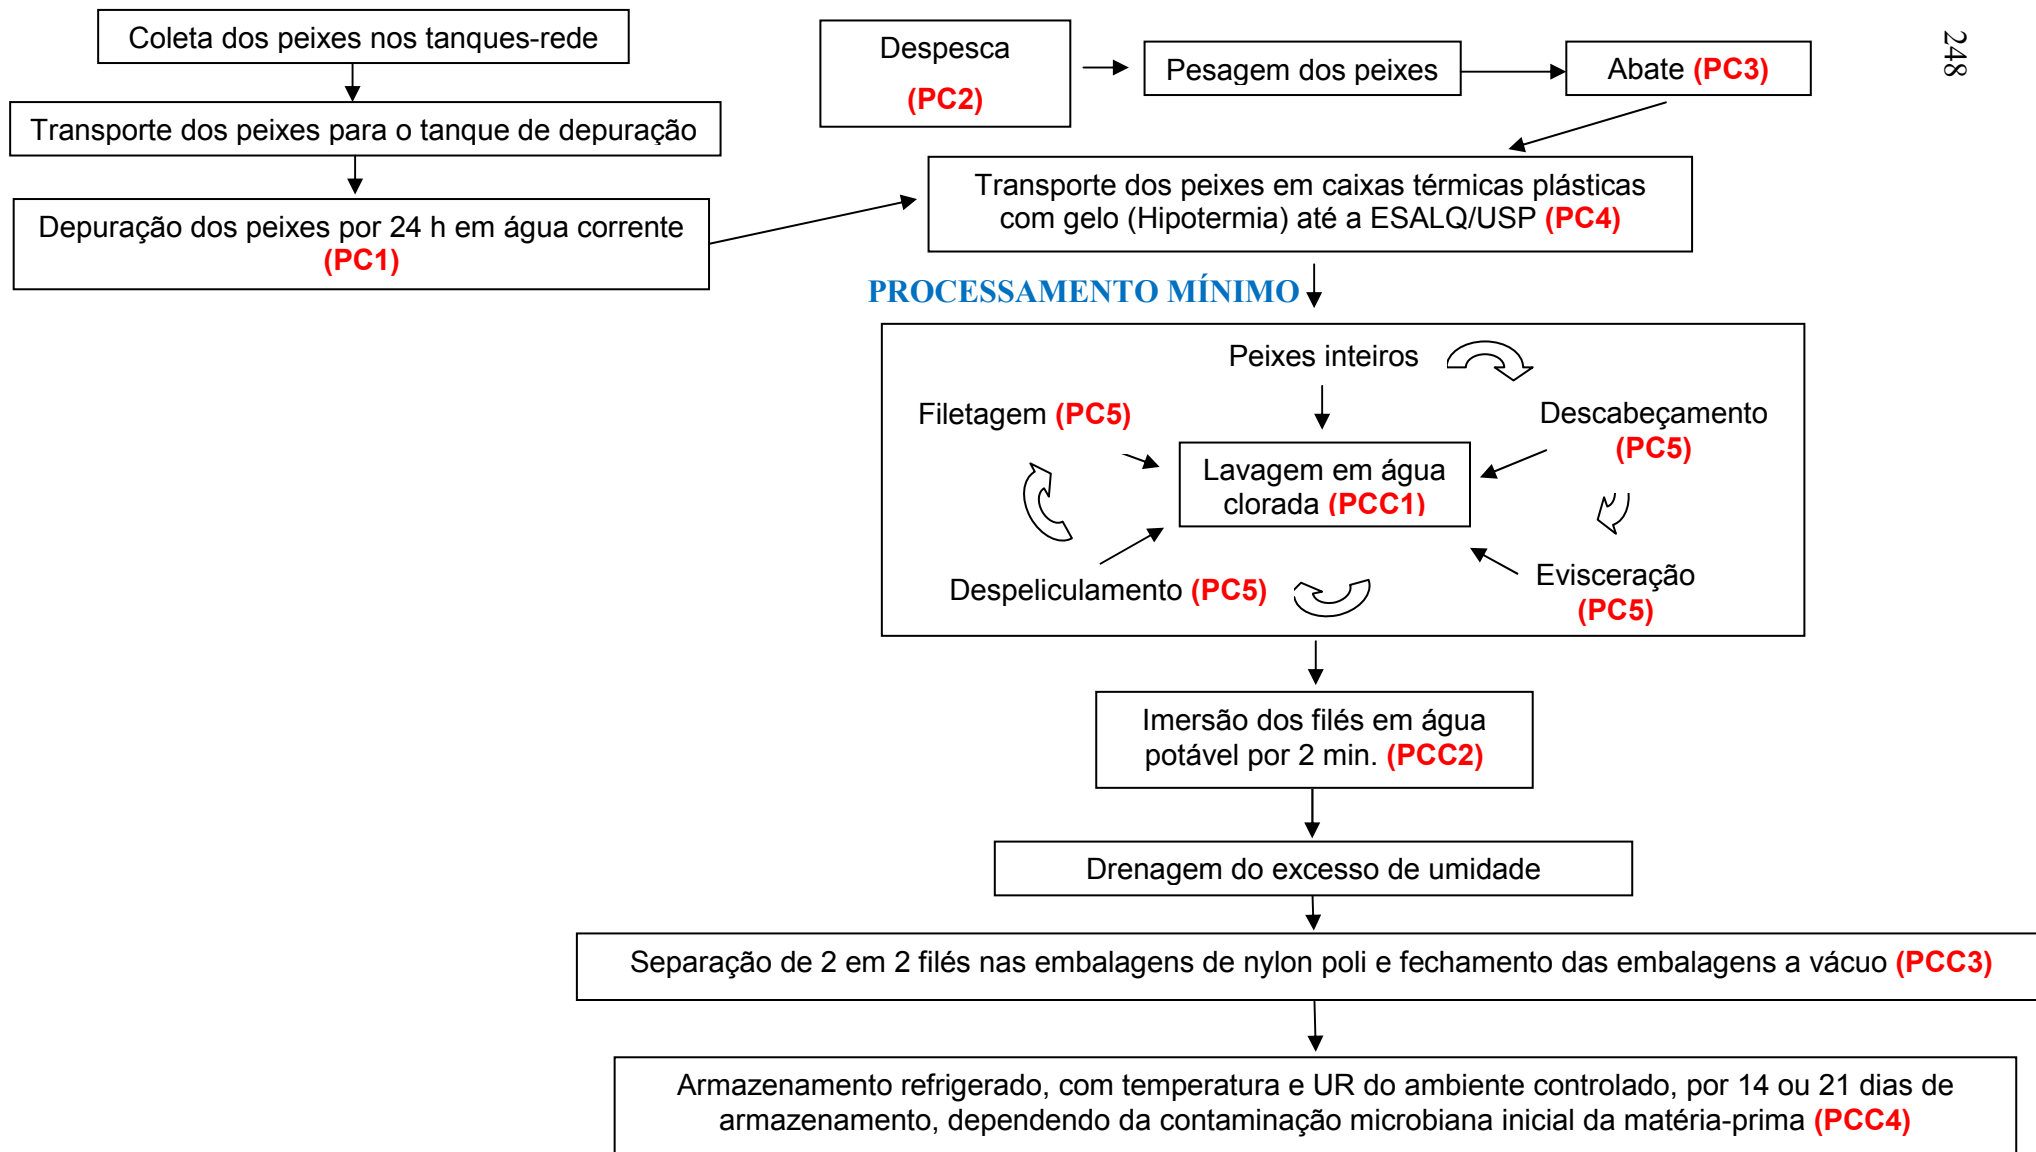 248
Coleta dos peixes nos tanques-rede
Transporte dos peixes para o tanque de depuração
Depuração dos peixes por 24 h em água corrente
(PC1)
Despesca
(PC2)
Pesagem dos peixes
Abate (PC3)
Transporte dos peixes em caixas térmicas plásticas
com gelo (Hipotermia) até a ESALQ/USP (PC4)
PROCESSAMENTO MÍNIMO
Peixes inteiros
Descabeçamento
(PC5)
Evisceração
(PC5)
Despeliculamento (PC5)
Filetagem (PC5)
Lavagem em água
clorada (PCC1)
Imersão dos filés em água
potável por 2 min. (PCC2)
Drenagem do excesso de umidade
Separação de 2 em 2 filés nas embalagens de nylon poli e fechamento das embalagens a vácuo (PCC3)
Armazenamento refrigerado, com temperatura e UR do ambiente controlado, por 14 ou 21 dias de
armazenamento, dependendo da contaminação microbiana inicial da matéria-prima (PCC4)